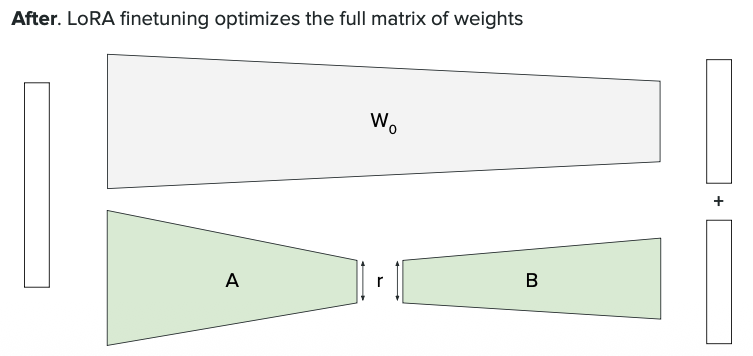 After. LoRA finetuning optimizes the full matrix of weights
W₀
+
A
r
B